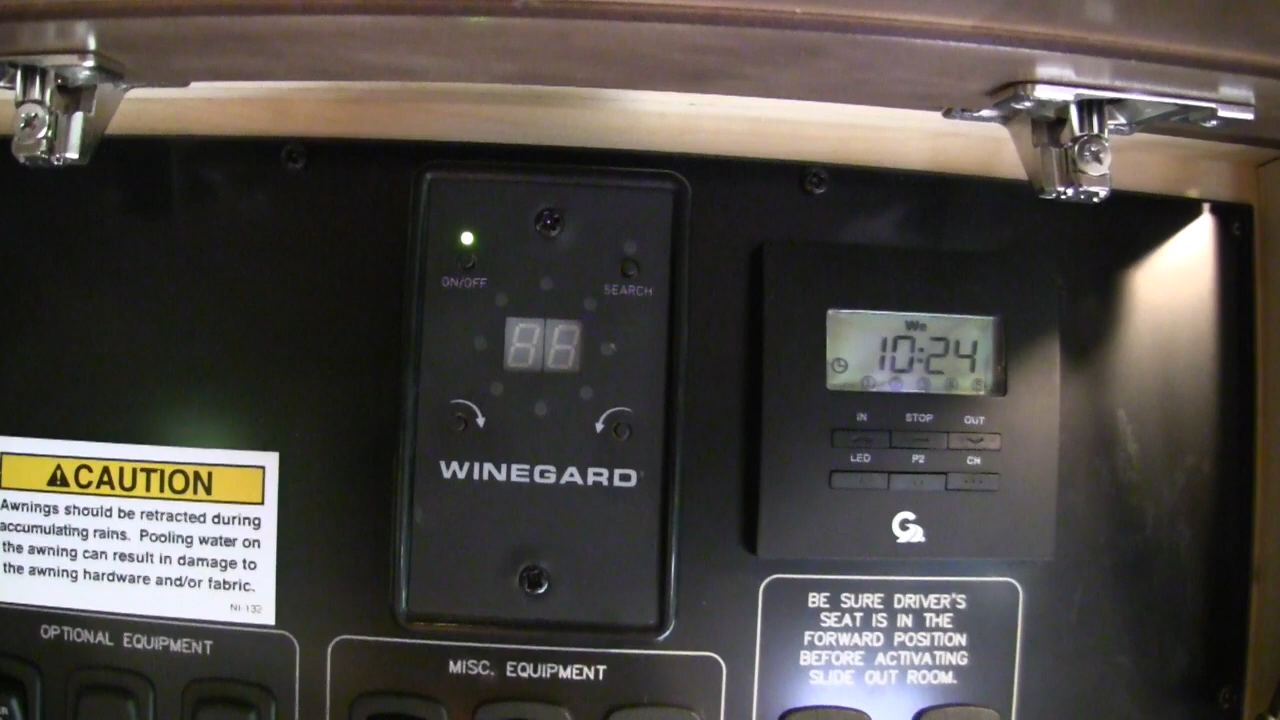 ON/OFF
SEARCH
WINEGARD
We
10:24
IN STOP OUT
LED P2 CH
CAUTION
Awnings should be retracted during
accumulating rains. Pooling water on
the awning can result in damage to
the awning hardware and/or fabric.
NI-132
OPTIONAL EQUIPMENT
MISC. EQUIPMENT
BE SURE DRIVER'S
SEAT IS IN THE
FORWARD POSITION
BEFORE ACTIVATING
SLIDE OUT ROOM.